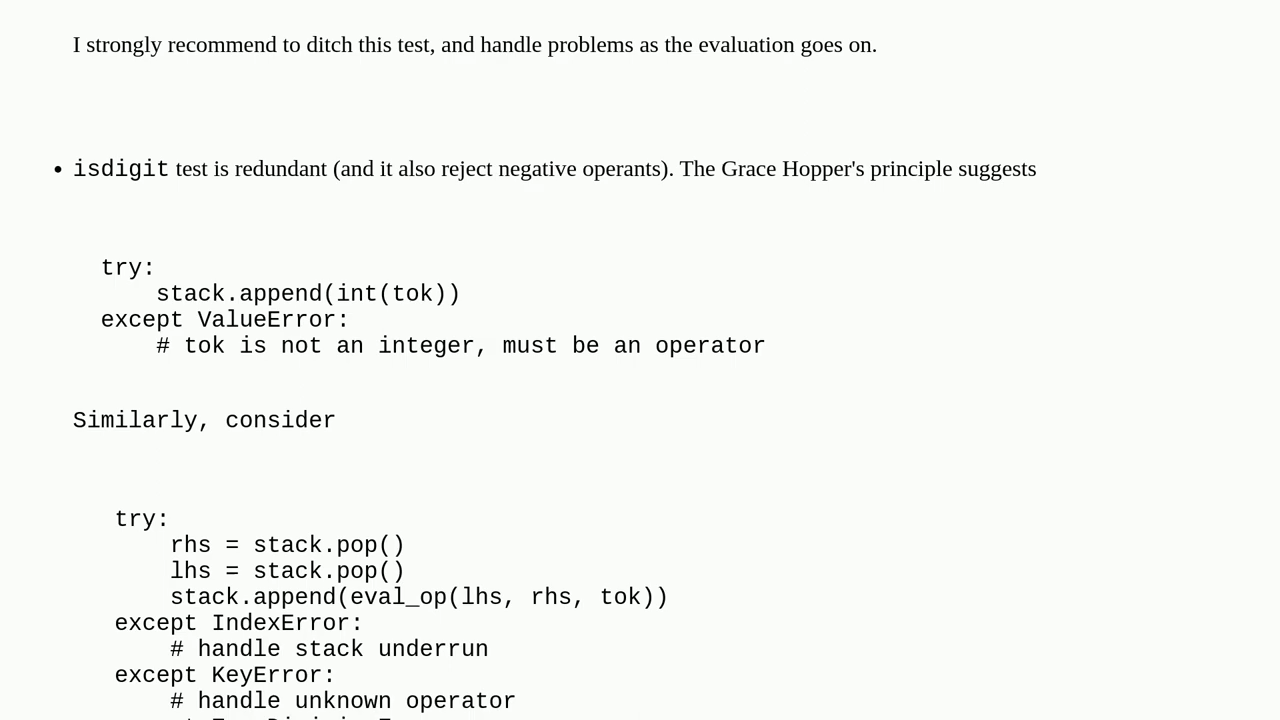 I strongly recommend to ditch this test, and handle problems as the evaluation goes on.
• isdigit test is redundant (and it also reject negative operants). The Grace Hopper's principle suggests
try:
    stack.append(int(tok))
except ValueError:
    # tok is not an integer, must be an operator
Similarly, consider
try:
    rhs = stack.pop()
    lhs = stack.pop()
    stack.append(eval_op(lhs, rhs, tok))
except IndexError:
    # handle stack underrun
except KeyError:
    # handle unknown operator